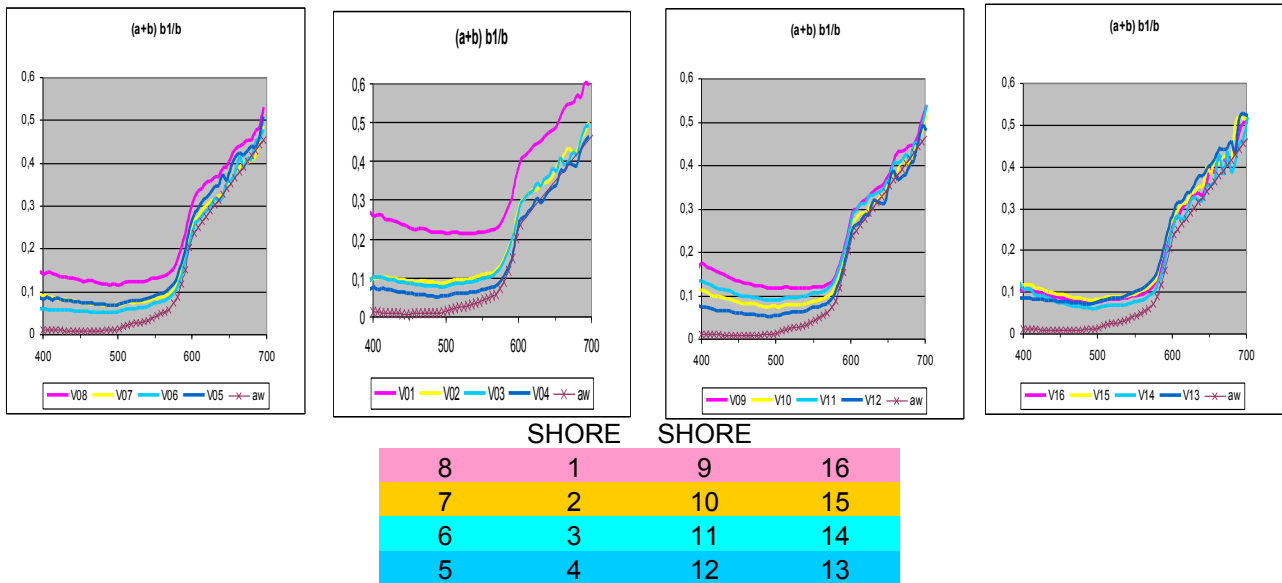 (a+b) b1/b
0,6
0,5
0,4
0,3
0,2
0,1
0
400 500 600 700
V08 V07 V06 V05 aw
(a+b) b1/b
0,6
0,5
0,4
0,3
0,2
0,1
0
400 500 600 700
V01 V02 V03 V04 aw
(a+b) b1/b
0,6
0,5
0,4
0,3
0,2
0,1
0
400 500 600 700
V09 V10 V11 V12 aw
(a+b) b1/b
0,6
0,5
0,4
0,3
0,2
0,1
0
400 500 600 700
V16 V15 V14 V13 aw
SHORE SHORE
8 1 9 16
7 2 10 15
6 3 11 14
5 4 12 13